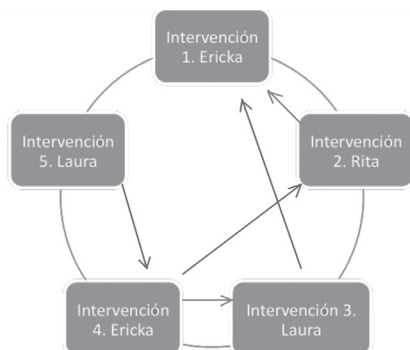 Intervención
1. Ericka
Intervención
2. Rita
Intervención 3.
Laura
Intervención
4. Ericka
Intervención
5. Laura